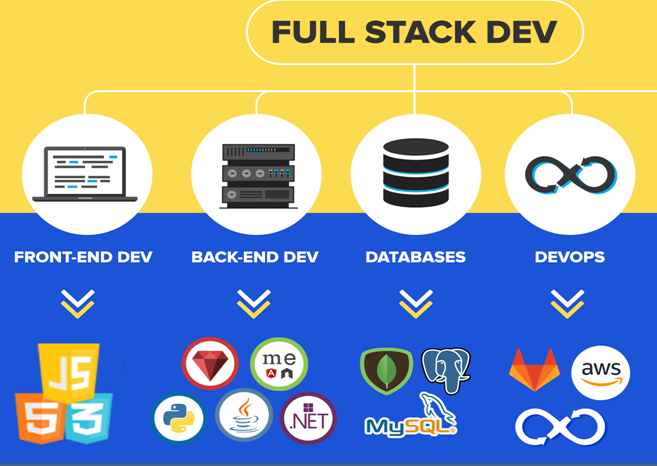 FULL STACK DEV
FRONT-END DEV
BACK-END DEV
DATABASES
DEVOPS
JS
5
3
me
A
.NET
MySQL
aws